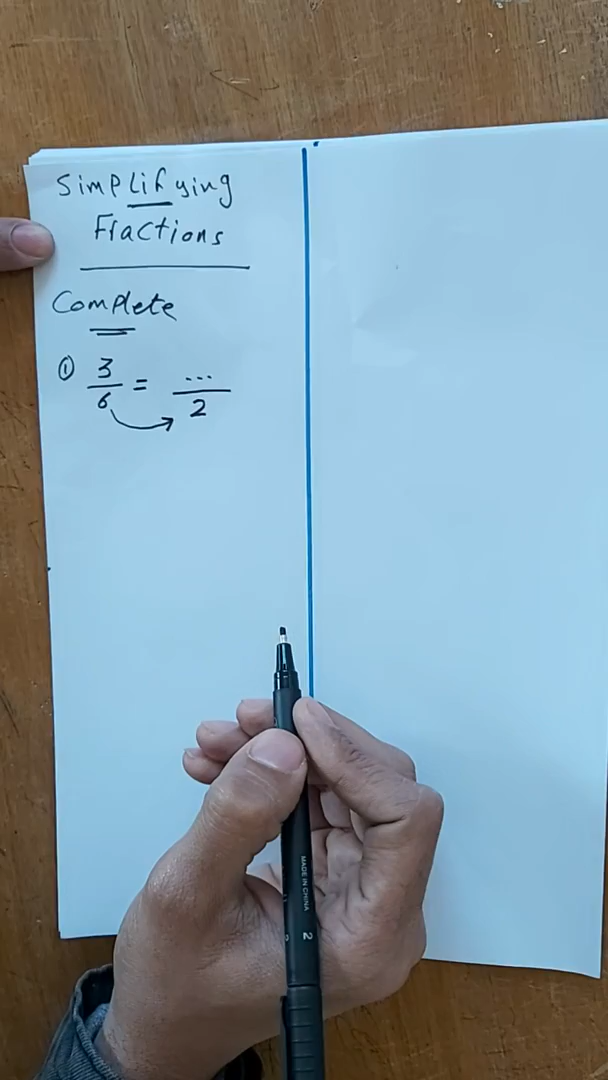 Simplifying
Fractions
Complete
① 3/6 = .../2
MADE IN CHINA
2